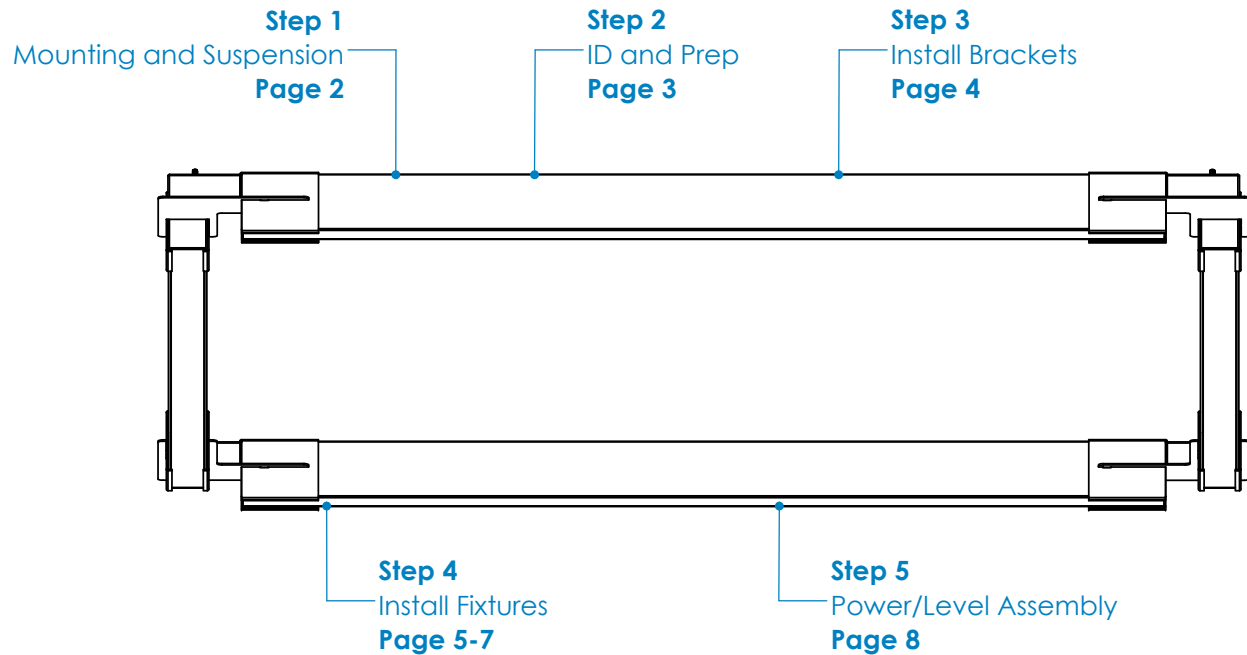 Step 1
Mounting and Suspension
Page 2
Step 2
ID and Prep
Page 3
Step 3
Install Brackets
Page 4
Step 4
Install Fixtures
Page 5-7
Step 5
Power/Level Assembly
Page 8